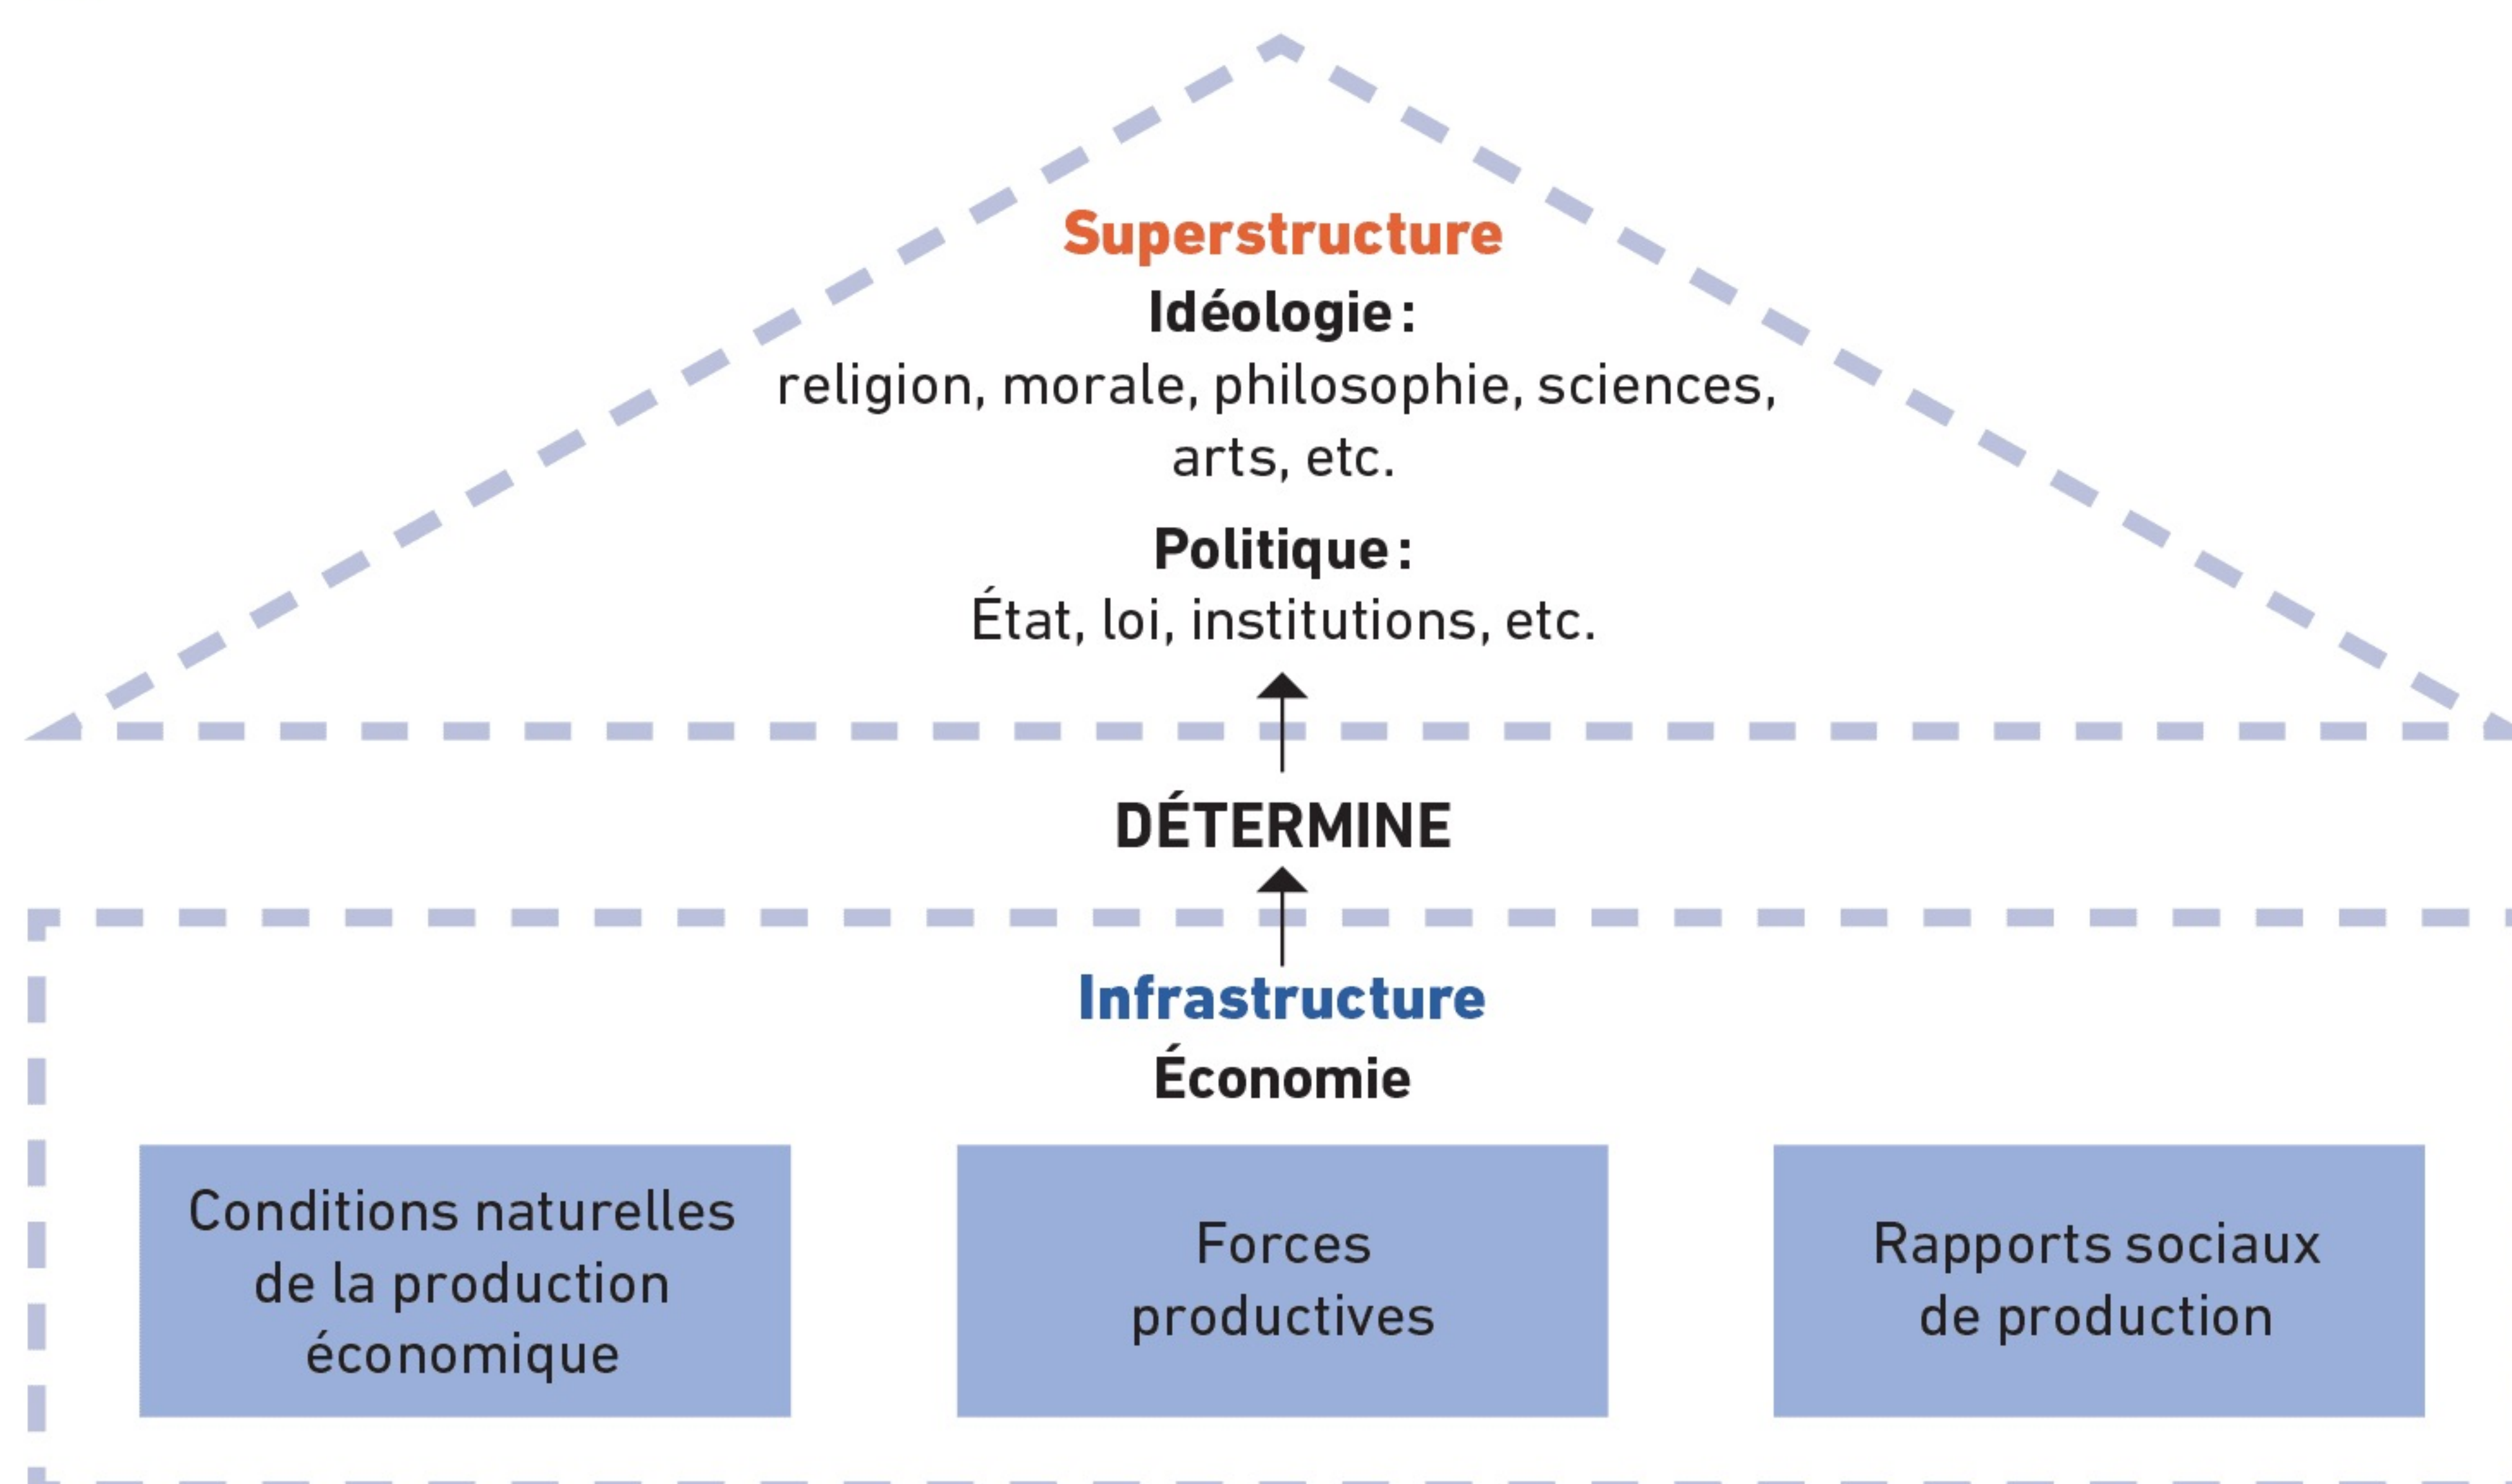 Superstructure
Idéologie :
religion, morale, philosophie, sciences,
arts, etc.
Politique :
État, loi, institutions, etc.
DÉTERMINE
Infrastructure
Économie
Conditions naturelles
de la production
économique
Forces
productives
Rapports sociaux
de production